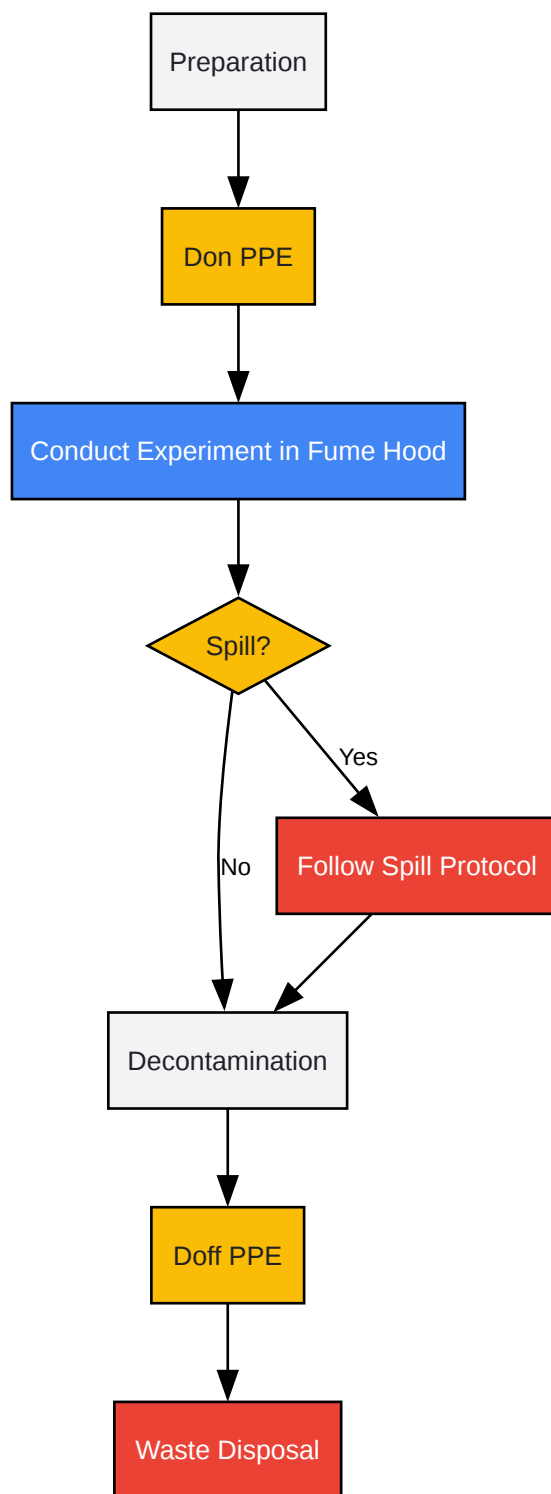 Preparation
Don PPE
Conduct Experiment in Fume Hood
Spill?
Yes
No
Follow Spill Protocol
Decontamination
Doff PPE
Waste Disposal